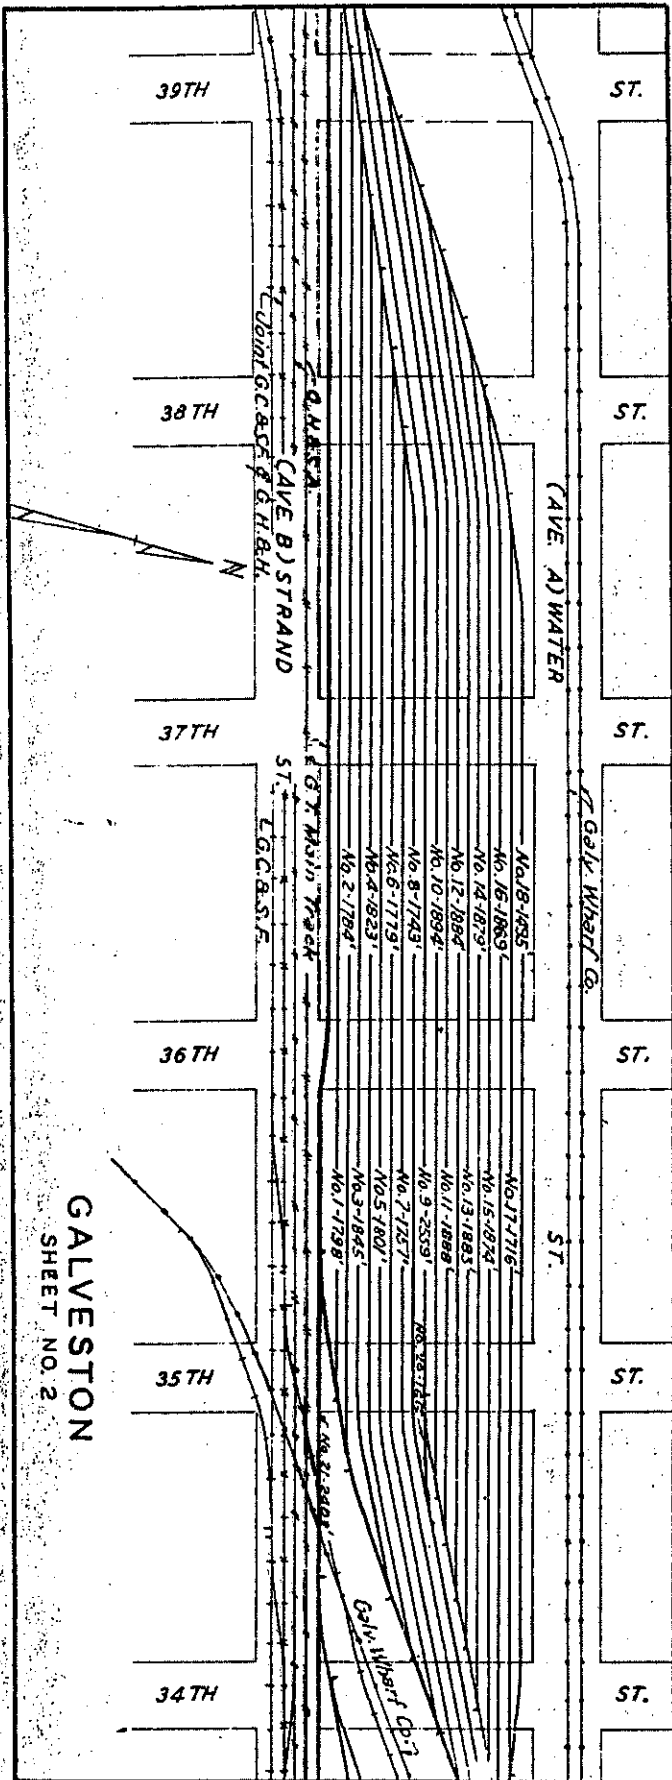 39TH ST.
38TH ST.
37TH ST.
36TH ST.
35TH ST.
34TH ST.
(AVE. A) WATER ST.
Galv. Wharf Co.
No.18-1635'
No.16-1869'
No.14-1879'
No.12-1884'
No.10-1894'
No.8-1743'
No.6-1779'
No.4-1823'
No.2-1784'
No.17-1716'
No.15-1874'
No.13-1883'
No.11-1888'
No.9-2559'
No.7-1757'
No.5-1801'
No.3-1845'
No.1-1798'
G.H.&S.A.
G.T. Main Track
(AVE B) STRAND ST.
Joint G.C.&S.F. & G.H.&H.
G.C.&S.F.
Galv. Wharf Co.
N
GALVESTON
SHEET NO. 2